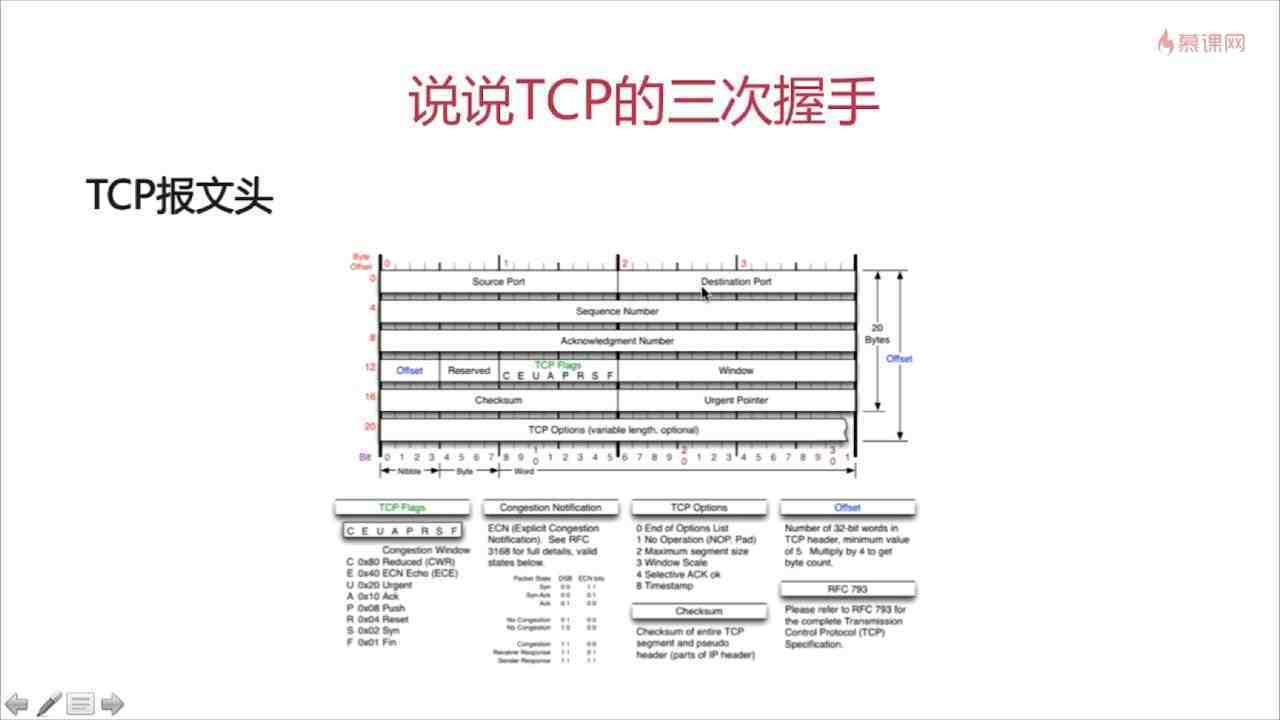 慕课网
说说TCP的三次握手
TCP报文头
Byte
Offset
0 1 2 3
0 Source Port Destination Port
4 Sequence Number
8 Acknowledgment Number
12 Offset Reserved TCP Flags
C E U A P R S F Window
16 Checksum Urgent Pointer
20 TCP Options (variable length, optional)
20
Bytes
Offset
Bit 0 1 2 3 4 5 6 7 8 9 1 0 1 2 3 4 5 6 7 8 9 2 0 1 2 3 4 5 6 7 8 9 3 0 1
Nibble Byte Word
TCP Flags
C E U A P R S F
Congestion Window
C 0x80 Reduced (CWR)
E 0x40 ECN Echo (ECE)
U 0x20 Urgent
A 0x10 Ack
P 0x08 Push
R 0x04 Reset
S 0x02 Syn
F 0x01 Fin
Congestion Notification
ECN (Explicit Congestion
Notification). See RFC
3168 for full details, valid
states below.
Packet State DSB ECN bits
Syn 0 0 1 1
Syn-Ack 0 0 0 1
Ack 0 1 0 0
No Congestion 0 1 0 0
No Congestion 1 0 0 0
Congestion 1 1 0 0
Receiver Response 1 1 0 1
Sender Response 1 1 1 1
TCP Options
0 End of Options List
1 No Operation (NOP, Pad)
2 Maximum segment size
3 Window Scale
4 Selective ACK ok
8 Timestamp
Checksum
Checksum of entire TCP
segment and pseudo
header (parts of IP header)
Offset
Number of 32-bit words in
TCP header, minimum value
of 5. Multiply by 4 to get
byte count.
RFC 793
Please refer to RFC 793 for
the complete Transmission
Control Protocol (TCP)
Specification.